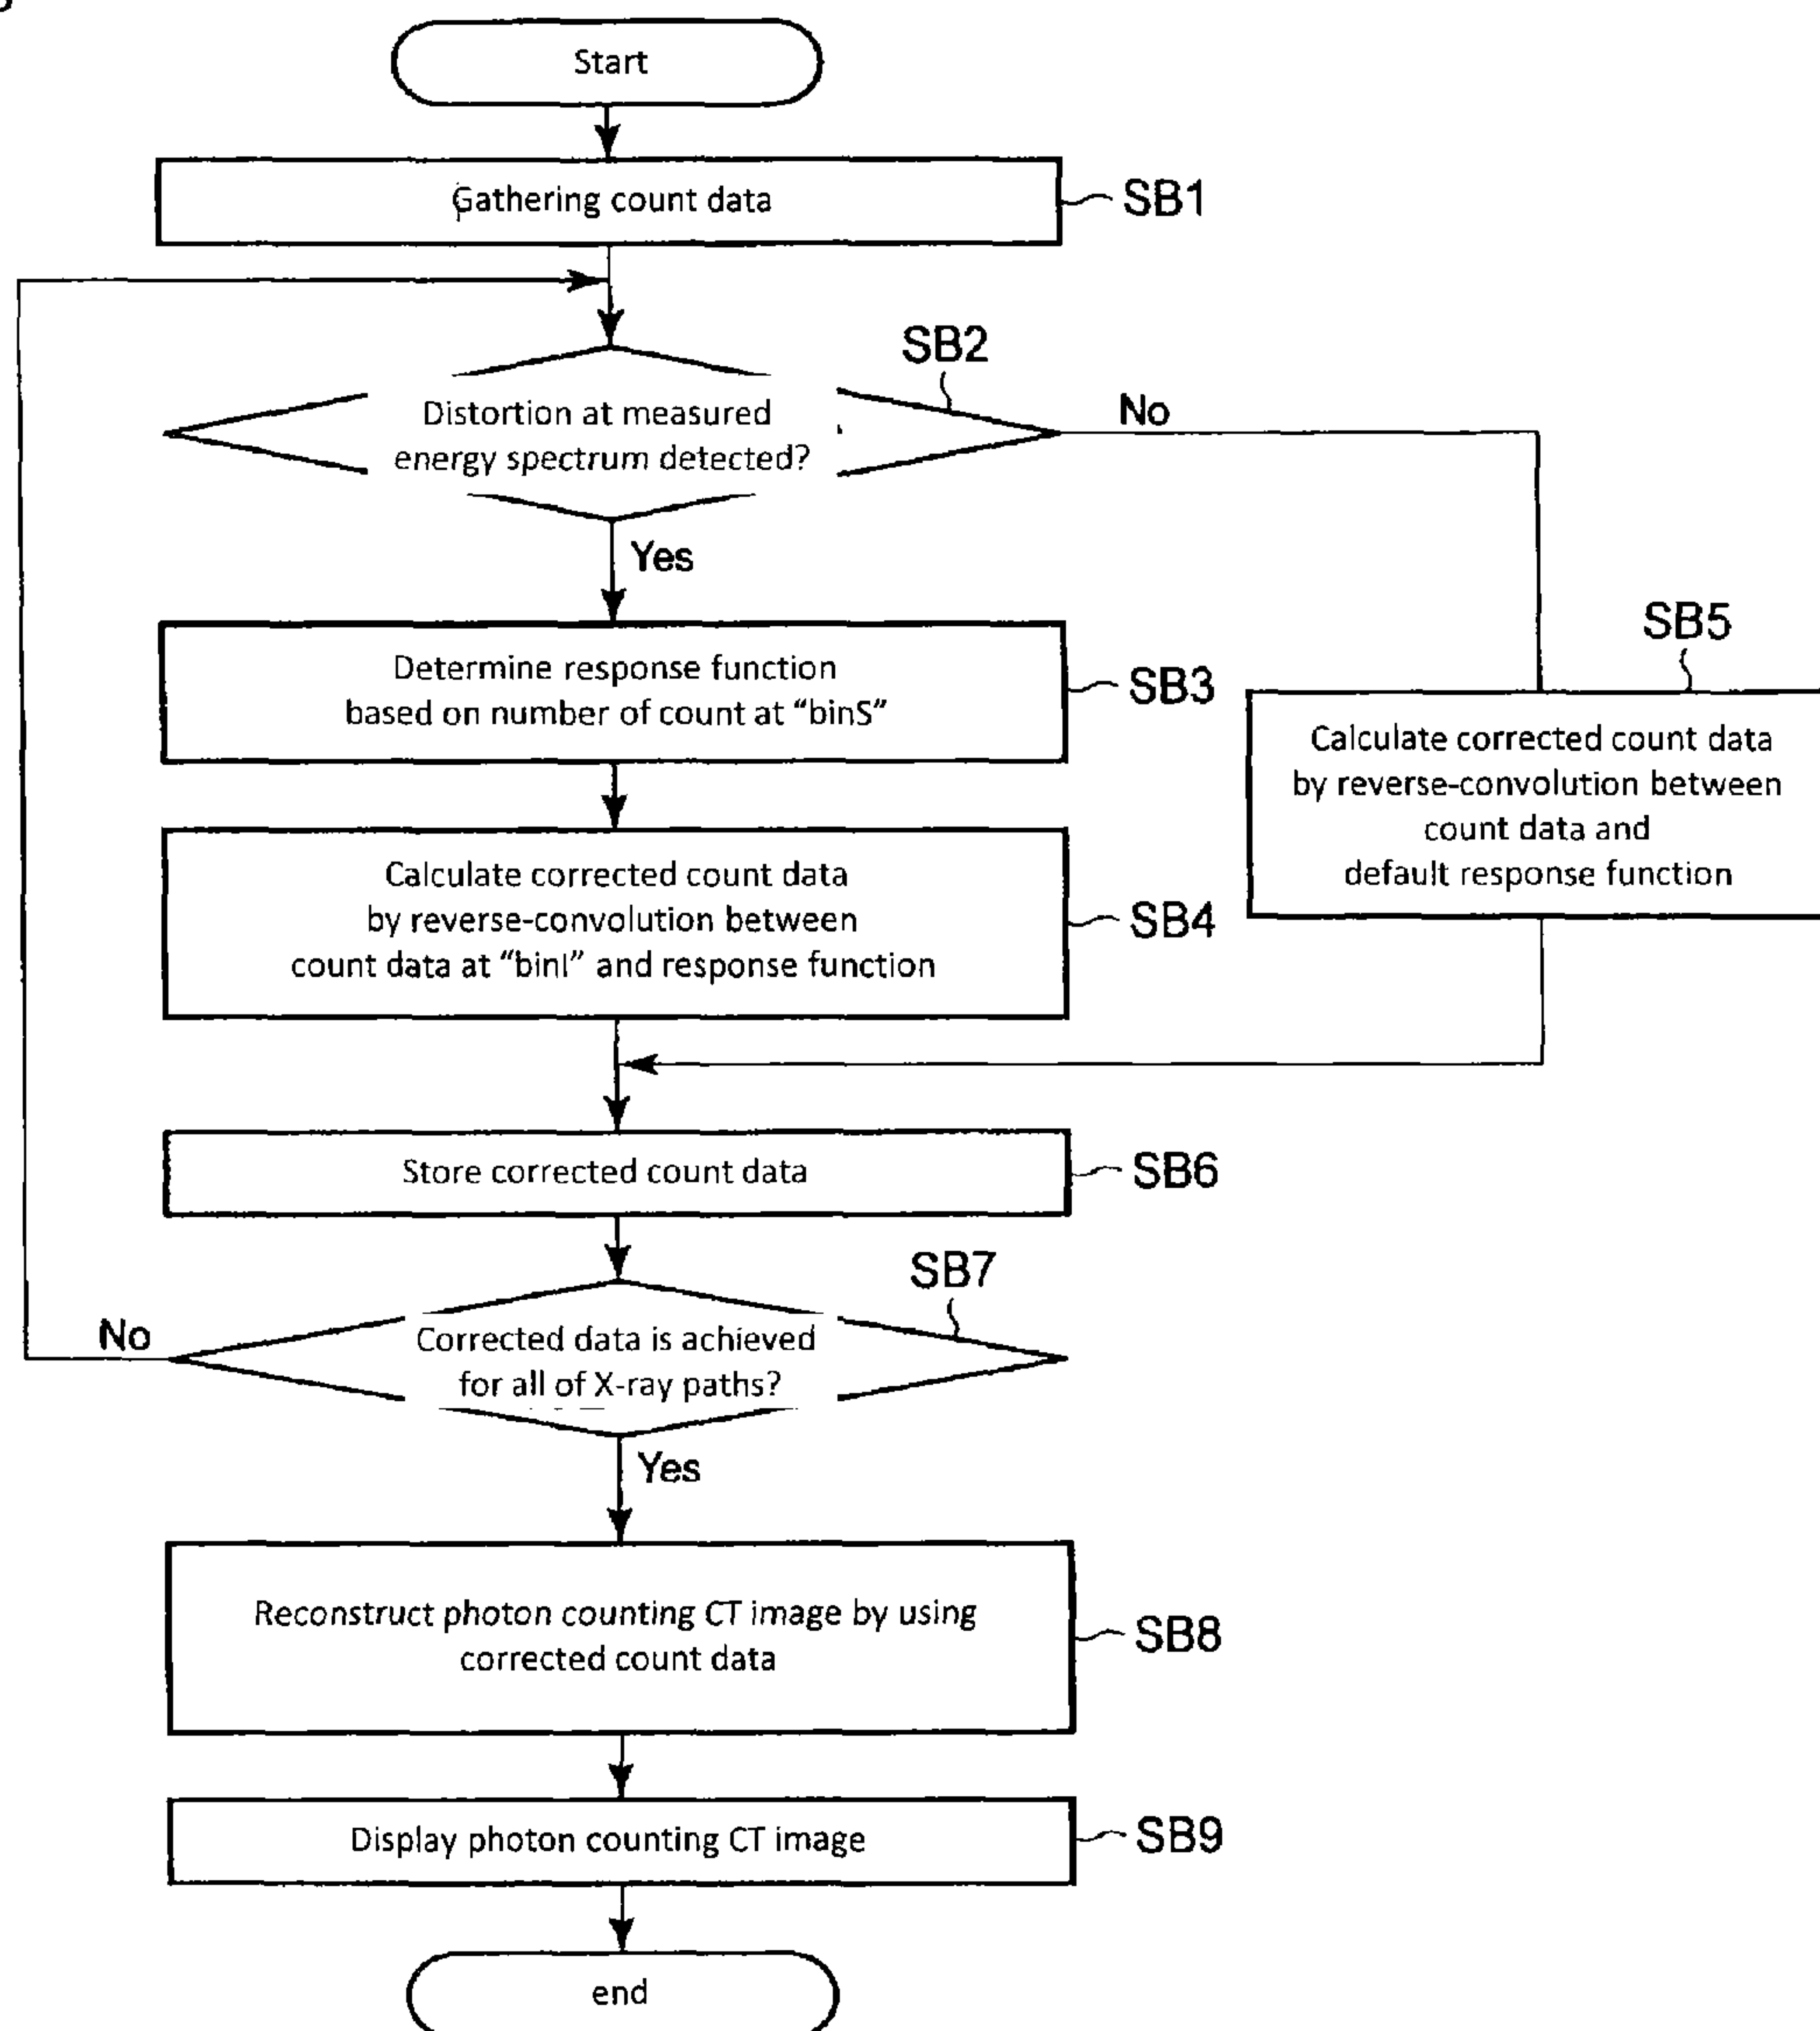 Start
Gathering count data
SB1
SB2
Distortion at measured
energy spectrum detected?
No
Yes
Determine response function
based on number of count at “binS”
SB3
SB5
Calculate corrected count data
by reverse-convolution between
count data and
default response function
Calculate corrected count data
by reverse-convolution between
count data at “binI” and response function
SB4
Store corrected count data
SB6
SB7
Corrected data is achieved
for all of X-ray paths?
No
Yes
Reconstruct photon counting CT image by using
corrected count data
SB8
Display photon counting CT image
SB9
end